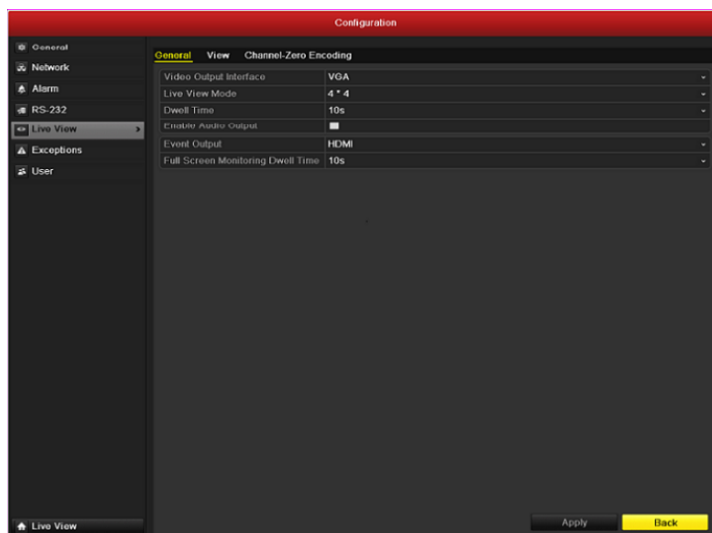 Configuration
General
Network
Alarm
RS-232
Live View
Exceptions
User
General View Channel-Zero Encoding
Video Output Interface VGA
Live View Mode 4 * 4
Dwell Time 10s
Enable Audio Output
Event Output HDMI
Full Screen Monitoring Dwell Time 10s
Live View
Apply Back